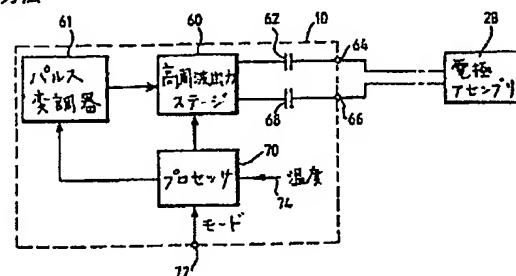 61
60
62
10
64
28
パルス
変調器
高周波出力
ステージ
電極
アセンブリ
68
66
70
プロセッサ
温度
74
モード
72